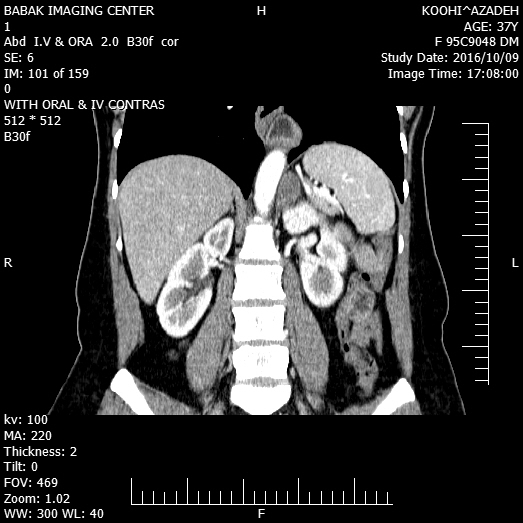 BABAK IMAGING CENTER
1
Abd I.V & ORA 2.0 B30f cor
SE: 6
IM: 101 of 159
0
WITH ORAL & IV CONTRAS
512 * 512
B30f
H
KOOHI^AZADEH
AGE: 37Y
F 95C9048 DM
Study Date: 2016/10/09
Image Time: 17:08:00
R
L
kv: 100
MA: 220
Thickness: 2
Tilt: 0
FOV: 469
Zoom: 1.02
WW: 300 WL: 40
F